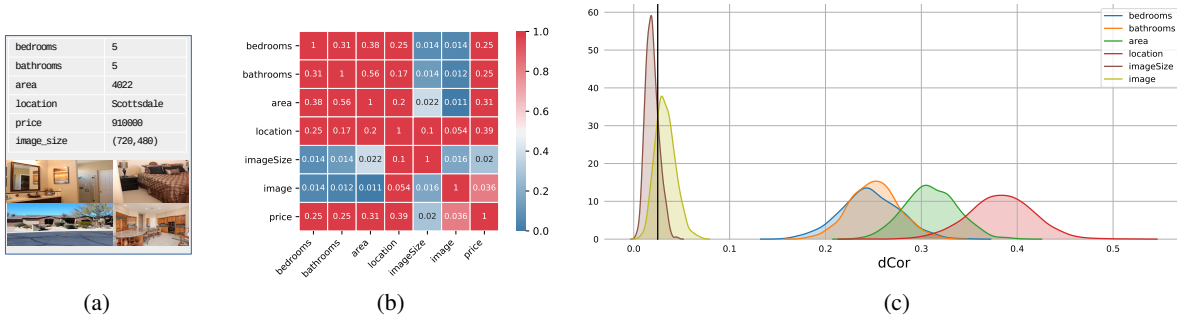 bedrooms 5
bathrooms 5
area 4022
location Scottsdale
price 910000
image_size (720,480)
(a)
bedrooms 1 0.31 0.38 0.25 0.014 0.014 0.25
bathrooms 0.31 1 0.56 0.17 0.014 0.012 0.25
area 0.38 0.56 1 0.2 0.022 0.011 0.31
location 0.25 0.17 0.2 1 0.1 0.054 0.39
imageSize 0.014 0.014 0.022 0.1 1 0.016 0.02
image 0.014 0.012 0.011 0.054 0.016 1 0.036
price 0.25 0.25 0.31 0.39 0.02 0.036 1
bedrooms bathrooms area location imageSize image price
1.0
0.8
0.6
0.4
0.2
0.0
(b)
60
50
40
30
20
10
0
0.0 0.1 0.2 0.3 0.4 0.5
dCor
bedrooms
bathrooms
area
location
imageSize
image
(c)